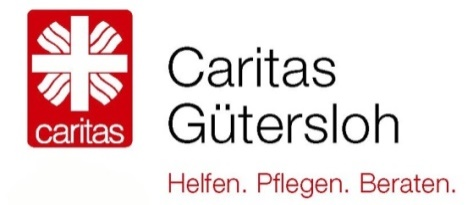 caritas
Caritas
Gütersloh
Helfen. Pflegen. Beraten.